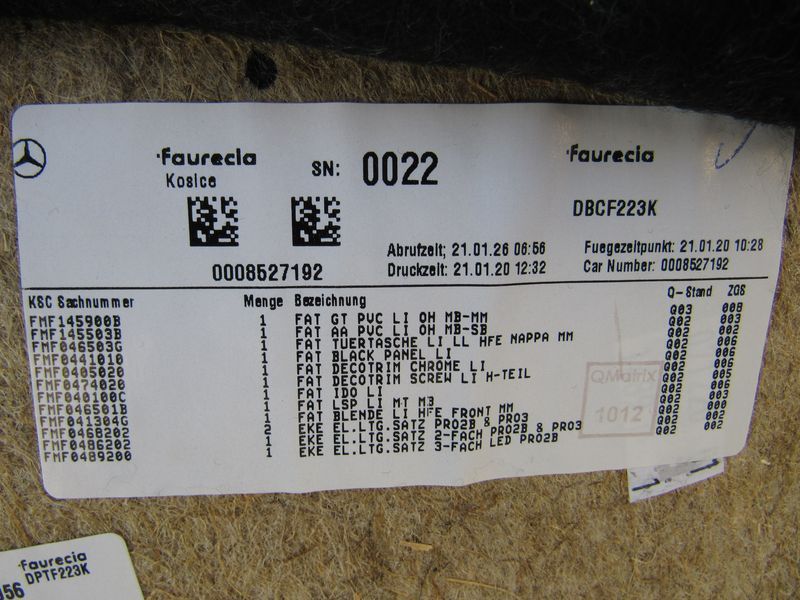 faurecia
Kosice
SN: 0022
faurecia
DBCF223K
0008527192
Abrufzeit; 21.01.26 06:56
Druckzeit: 21.01.20 12:32
Fuegezeitpunkt: 21.01.20 10:28
Car Number: 0008527192
KSC Sachnummer Menge Bezeichnung Q-Stand ZGS
FMF145900B 1 FAT GT PVC LI OH MB-MM Q03 008
FMF145503B 1 FAT AA PVC LI OH MB-SB Q02 003
FMF046503G 1 FAT TUERTASCHE LI LL HFE NAPPA MM Q02 002
FMF0441010 1 FAT BLACK PANEL LI Q02 006
FMF0405020 1 FAT DECOTRIM CHROME LI Q02 006
FMF0474020 1 FAT DECOTRIM SCREW LI H-TEIL Q02 006
FMF040100C 1 FAT IDO LI Q02 005
FMF046501B 1 FAT LSP LI MT M3 Q02 006
FMF041304G 1 FAT BLENDE LI HFE FRONT MM Q03 002
FMF0468202 2 EKE EL.LTG.SATZ PRO2B & PRO3 Q02 003
FMF0486202 1 EKE EL.LTG.SATZ 2-FACH PRO2B & PRO3 Q02 002
FMF0489200 1 EKE EL.LTG.SATZ 3-FACH LED PRO2B Q02 002
QMatrix
1012
faurecia
DPTF223K
956